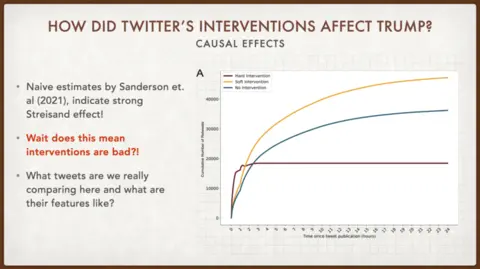 HOW DID TWITTER'S INTERVENTIONS AFFECT TRUMP?
CAUSAL EFFECTS
• Naive estimates by Sanderson et.
al (2021), indicate strong
Streisand effect!
• Wait does this mean
interventions are bad?!
• What tweets are we really
comparing here and what are
their features like?
A
Hard Intervention
Soft Intervention
No Intervention
Cumulative Number of Retweets
40000
30000
20000
10000
0
0 1 2 3 4 5 6 7 8 9 10 11 12 13 14 15 16 17 18 19 20 21 22 23 24
Time since tweet publication (hours)